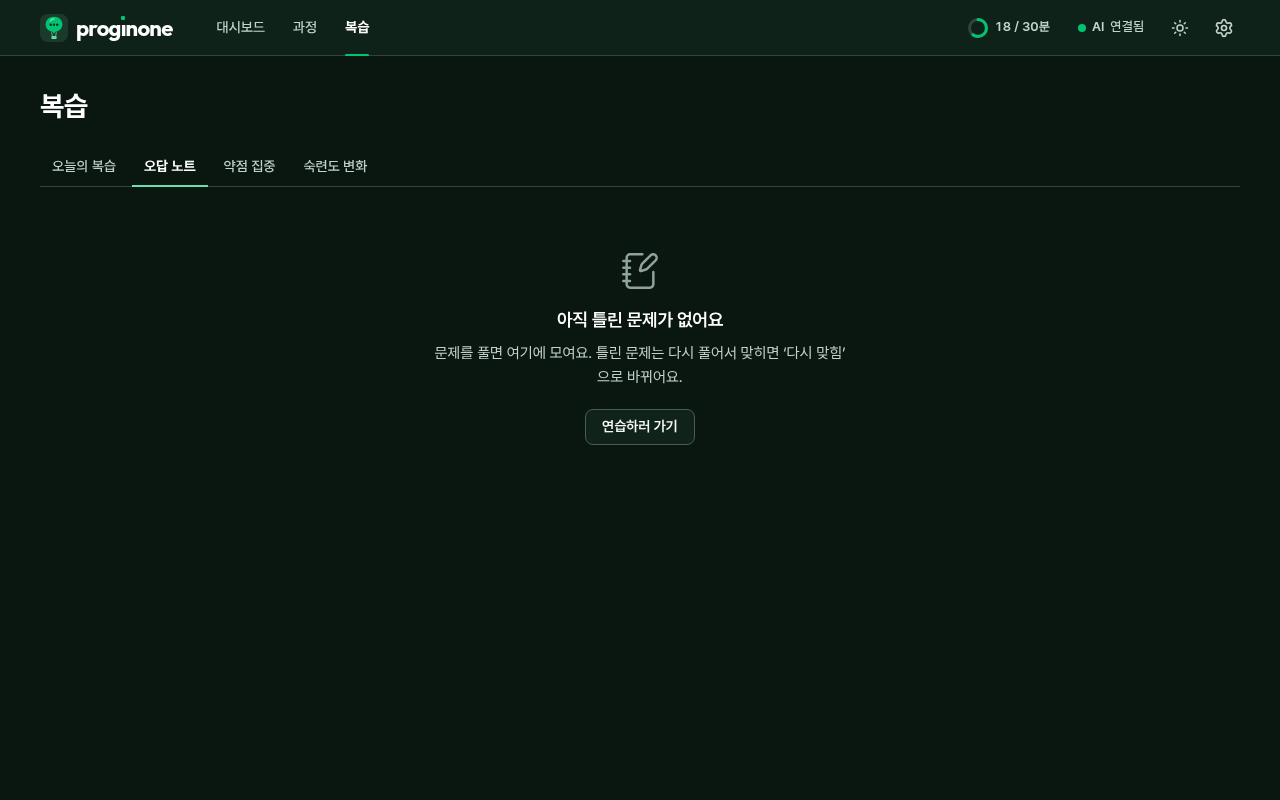 proginone
대시보드
과정
복습
18 / 30분
AI 연결됨
복습
오늘의 복습
오답 노트
약점 집중
숙련도 변화
아직 틀린 문제가 없어요
문제를 풀면 여기에 모여요. 틀린 문제는 다시 풀어서 맞히면 ‘다시 맞힘’
으로 바뀌어요.
연습하러 가기